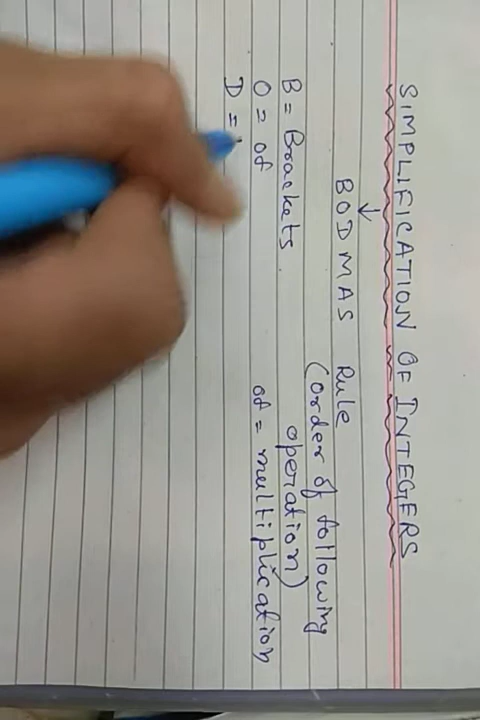 SIMPLIFICATION OF INTEGERS
BODMAS Rule
(order of following
operation)
B = Brackets
O = of
of = multiplication
D =